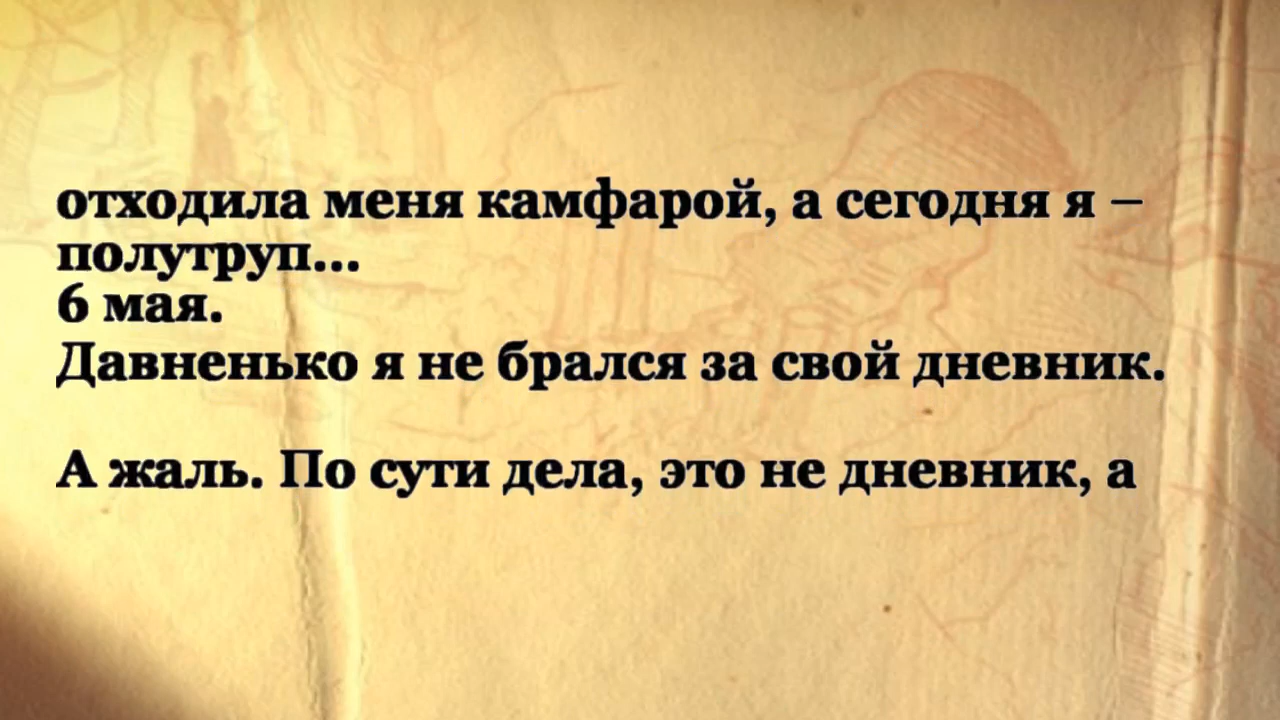 отходила меня камфарой, а сегодня я –
полутруп...
6 мая.
Давненько я не брался за свой дневник.
А жаль. По сути дела, это не дневник, а